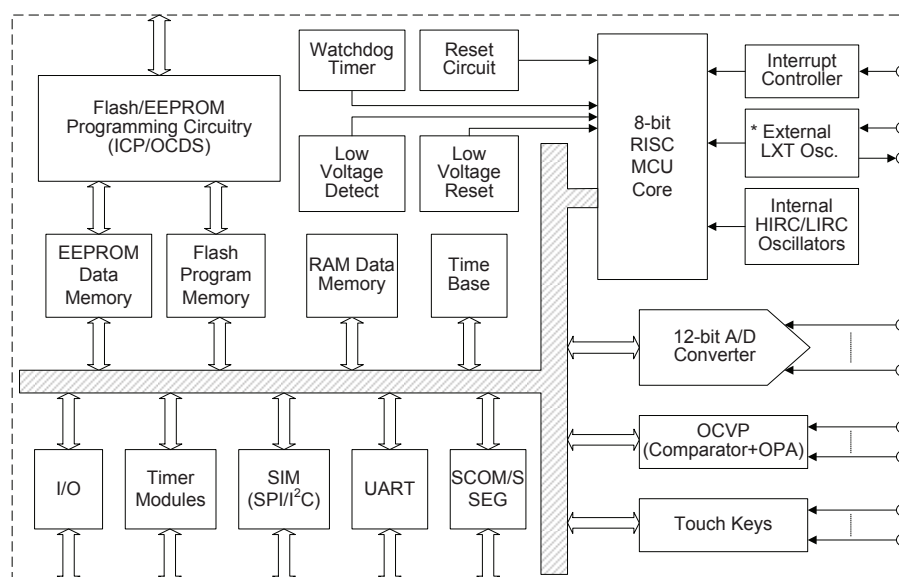 Watchdog
Timer
Reset
Circuit
Flash/EEPROM
Programming Circuitry
(ICP/OCDS)
Low
Voltage
Detect
Low
Voltage
Reset
8-bit
RISC
MCU
Core
Interrupt
Controller
* External
LXT Osc.
Internal
HIRC/LIRC
Oscillators
EEPROM
Data
Memory
Flash
Program
Memory
RAM Data
Memory
Time
Base
12-bit A/D
Converter
OCVP
(Comparator+OPA)
Touch Keys
I/O
Timer
Modules
SIM
(SPI/I²C)
UART
SCOM/S
SEG